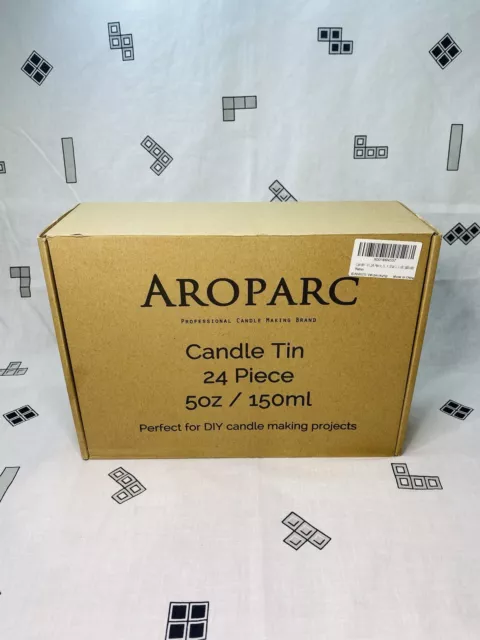 AROPARC
PROFESSIONAL CANDLE MAKING BRAND
Candle Tin
24 Piece
5oz / 150ml
Perfect for DIY candle making projects